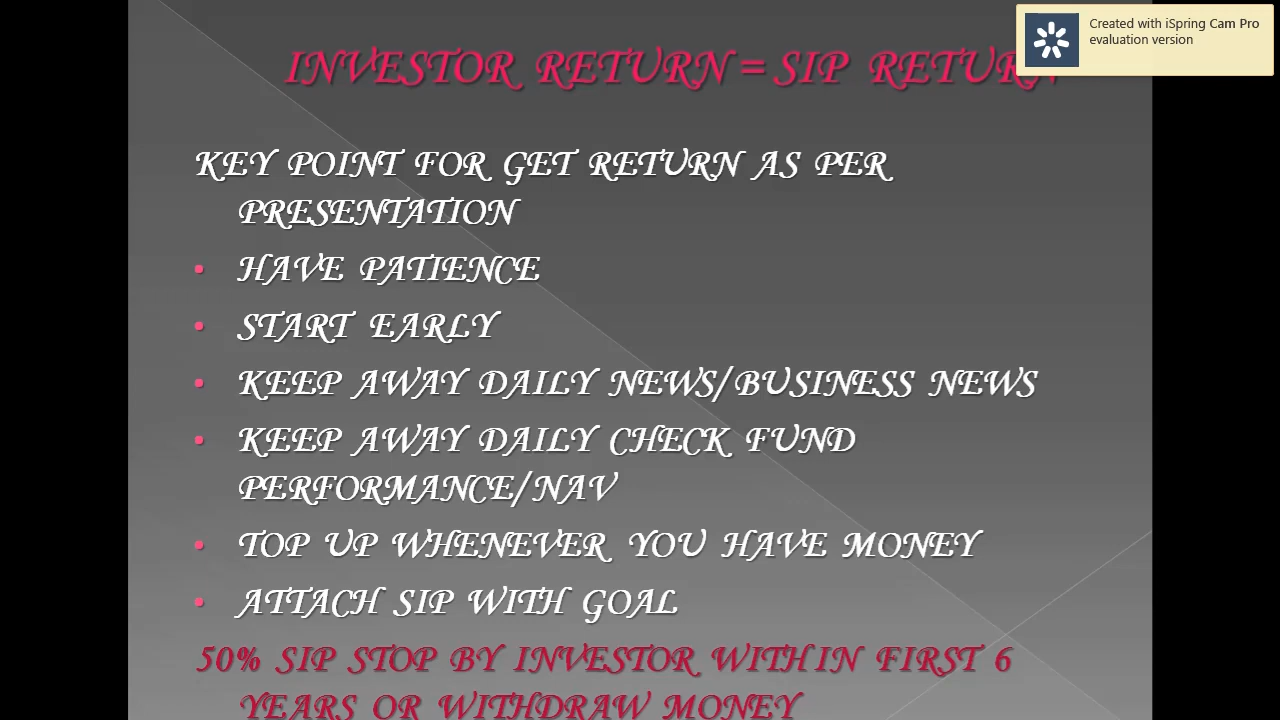 Created with iSpring Cam Pro
evaluation version
INVESTOR RETURN = SIP RETURN
KEY POINT FOR GET RETURN AS PER
PRESENTATION
• HAVE PATIENCE
• START EARLY
• KEEP AWAY DAILY NEWS/BUSINESS NEWS
• KEEP AWAY DAILY CHECK FUND
PERFORMANCE/NAV
• TOP UP WHENEVER YOU HAVE MONEY
• ATTACH SIP WITH GOAL
50% SIP STOP BY INVESTOR WITHIN FIRST 6
YEARS OR WITHDRAW MONEY